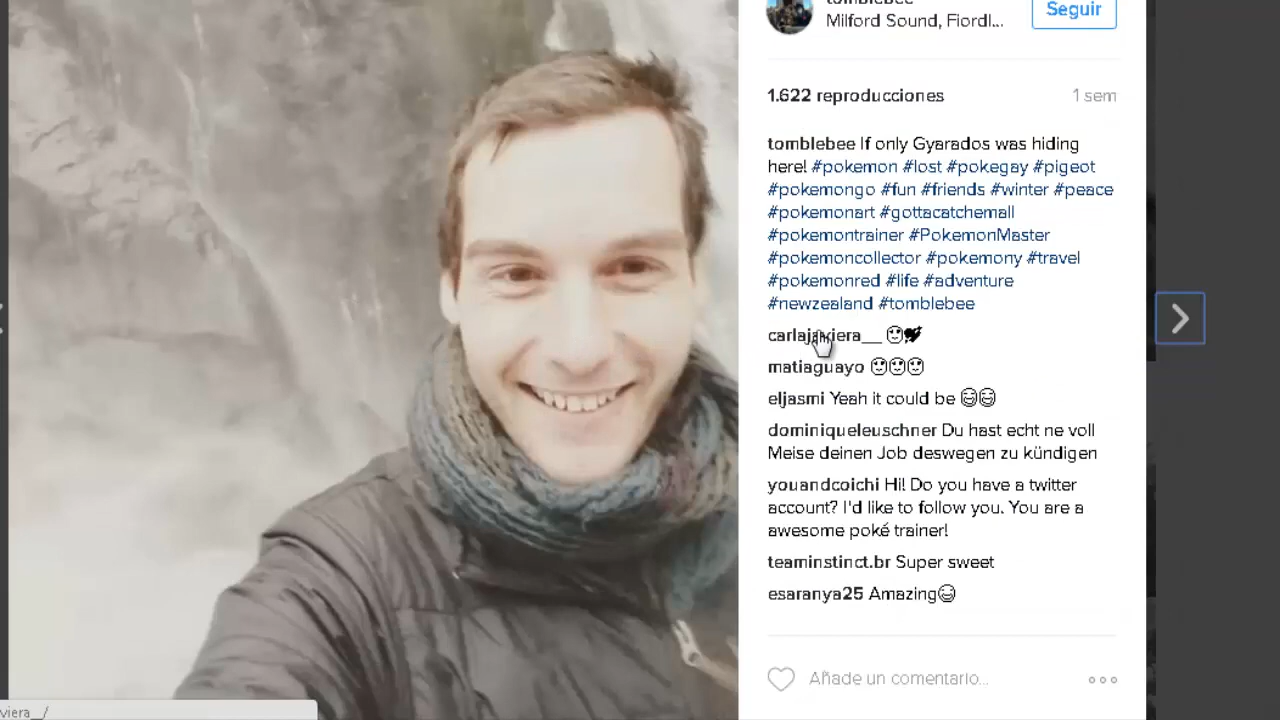 Milford Sound, Fiordl...
Seguir
1.622 reproducciones
1 sem
tomblebee If only Gyarados was hiding
here! #pokemon #lost #pokegay #pigeot
#pokemongo #fun #friends #winter #peace
#pokemonart #gottacatchemall
#pokemontrainer #PokemonMaster
#pokemoncollector #pokemony #travel
#pokemonred #life #adventure
#newzealand #tomblebee
carlajaviera__
matiaguayo
eljasmi Yeah it could be 😄😄
dominiqueleuschner Du hast echt ne voll
Meise deinen Job deswegen zu kündigen
youandcoichi Hi! Do you have a twitter
account? I'd like to follow you. You are a
awesome poké trainer!
teaminstinct.br Super sweet
esaranya25 Amazing😄
Añade un comentario...
viera__/